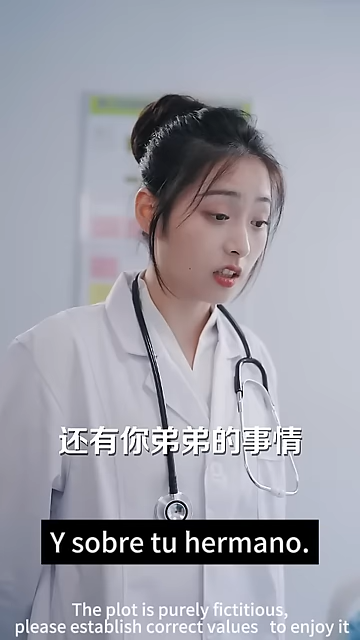 还有你弟弟的事情
Y sobre tu hermano.
The plot is purely fictitious,
please establish correct values to enjoy it